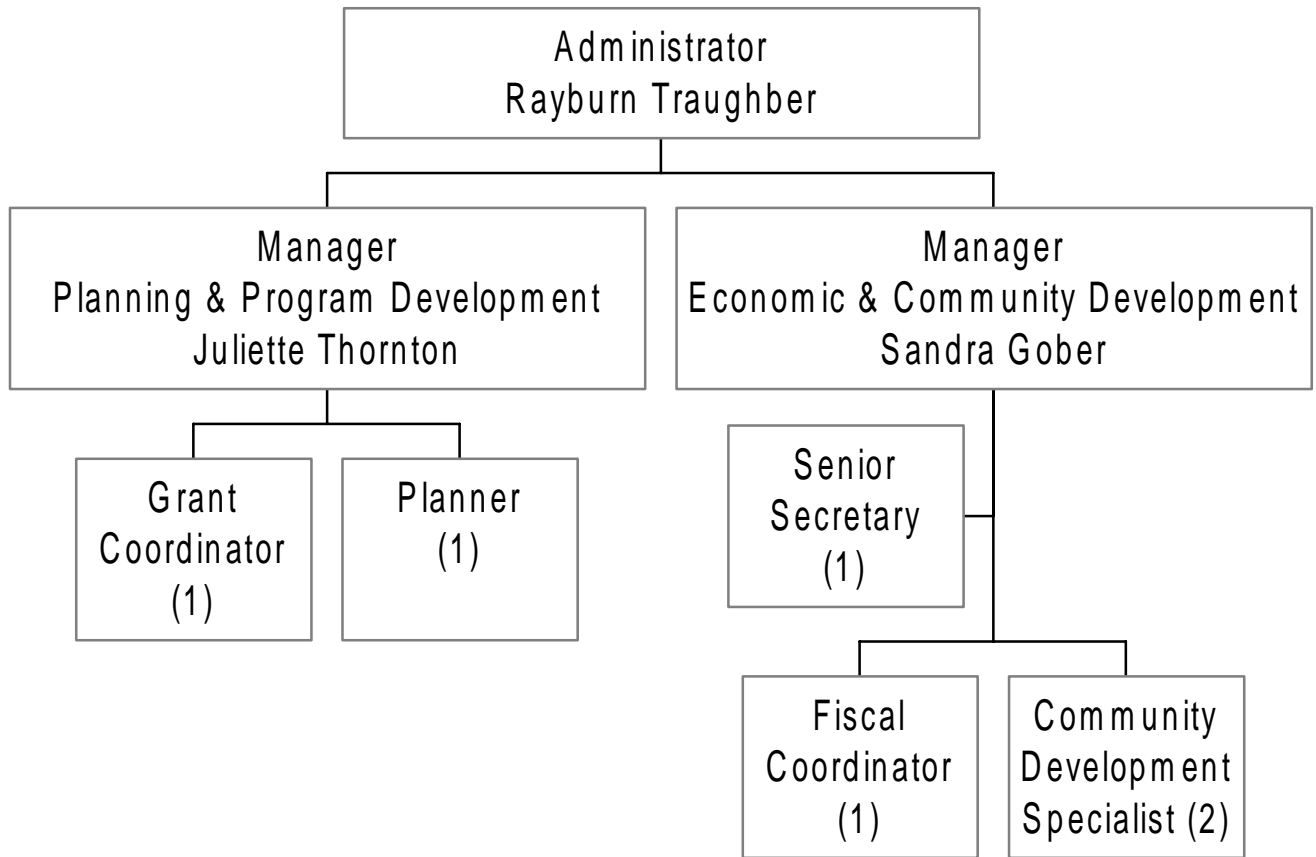 Administrator
Rayburn Traughber
Manager
Planning & Program Development
Juliette Thornton
Manager
Economic & Community Development
Sandra Gober
Grant
Coordinator
(1)
Planner
(1)
Senior
Secretary
(1)
Fiscal
Coordinator
(1)
Community
Development
Specialist (2)